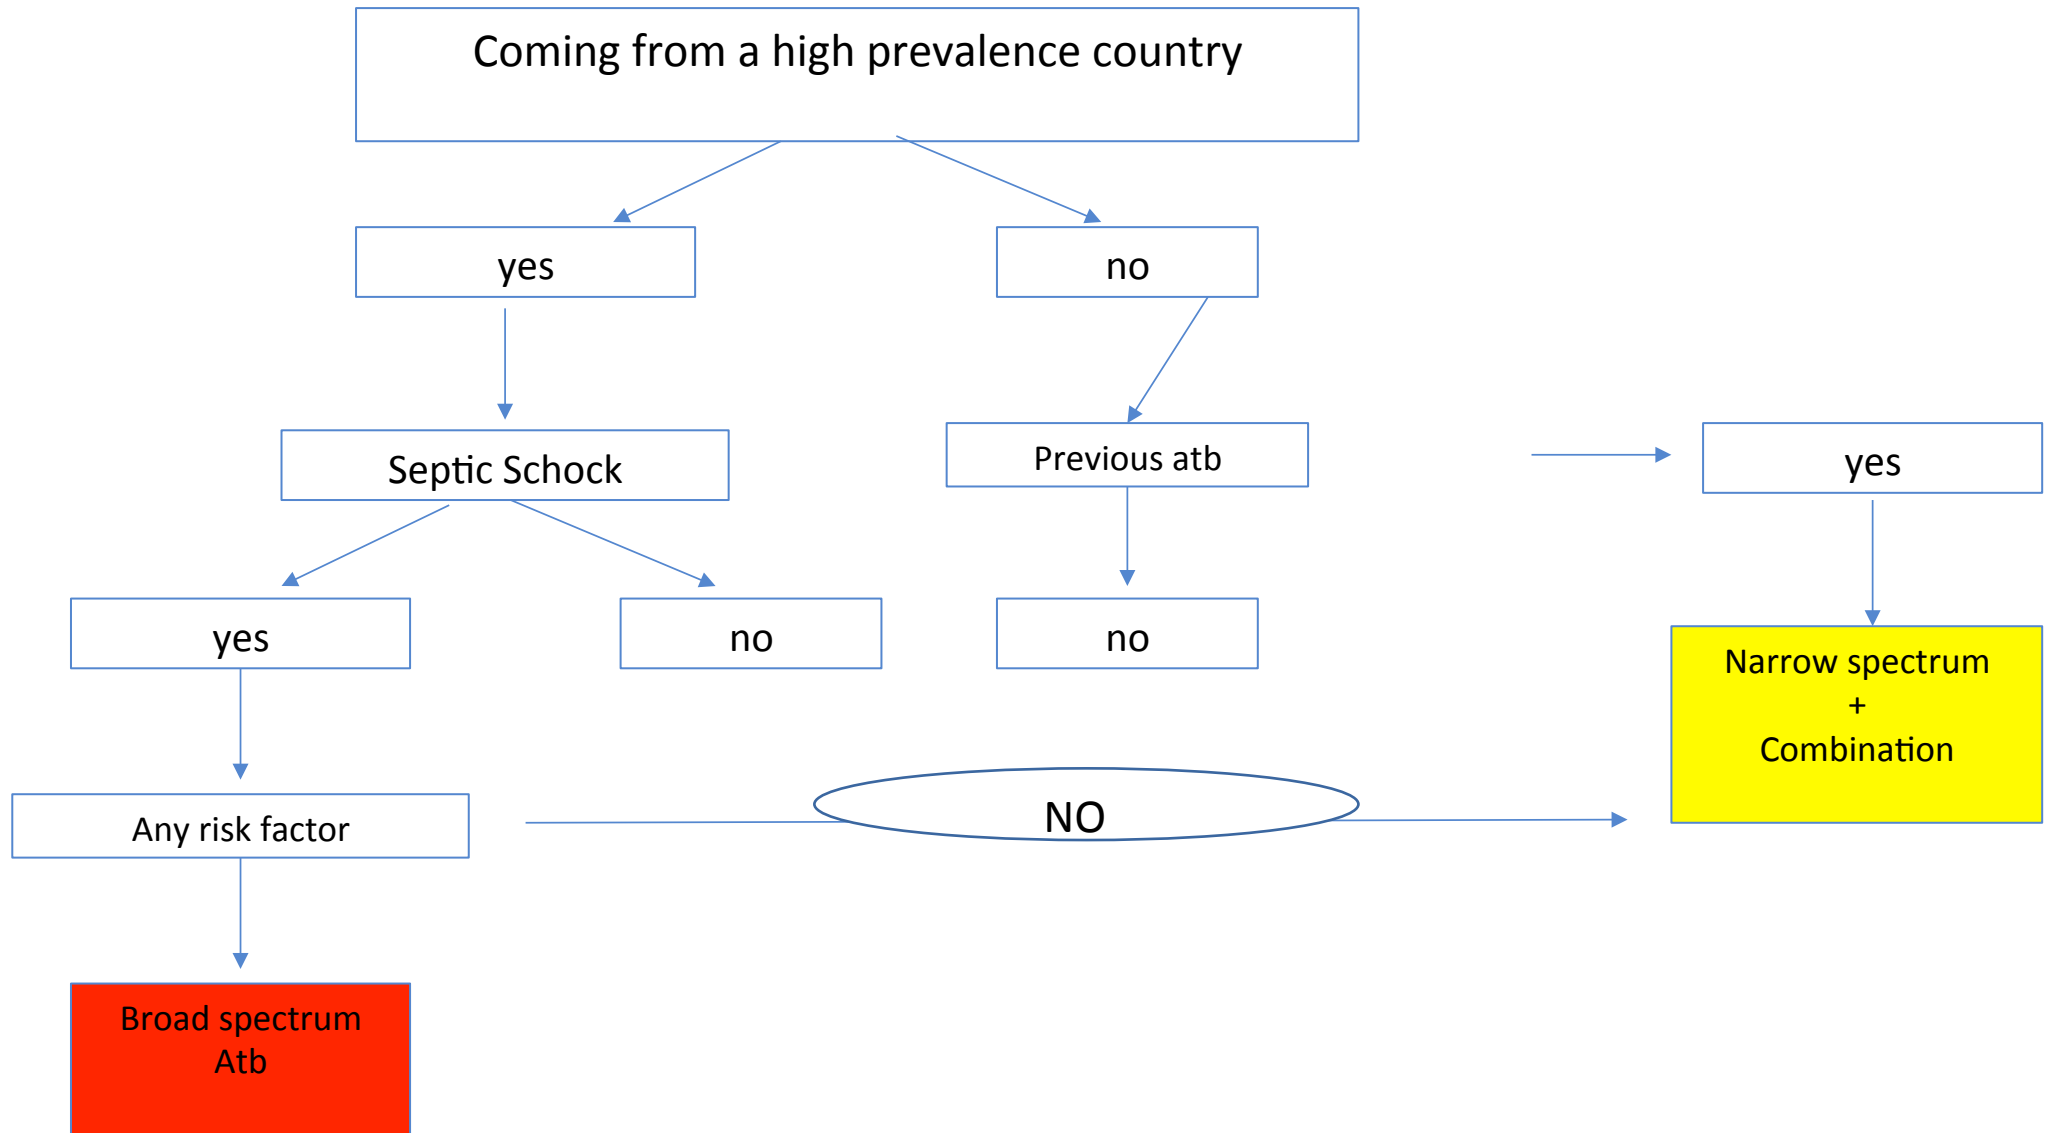 Coming from a high prevalence country
yes
no
Septic Schock
Previous atb
yes
yes
no
no
Narrow spectrum
+
Combination
Any risk factor
NO
Broad spectrum
Atb